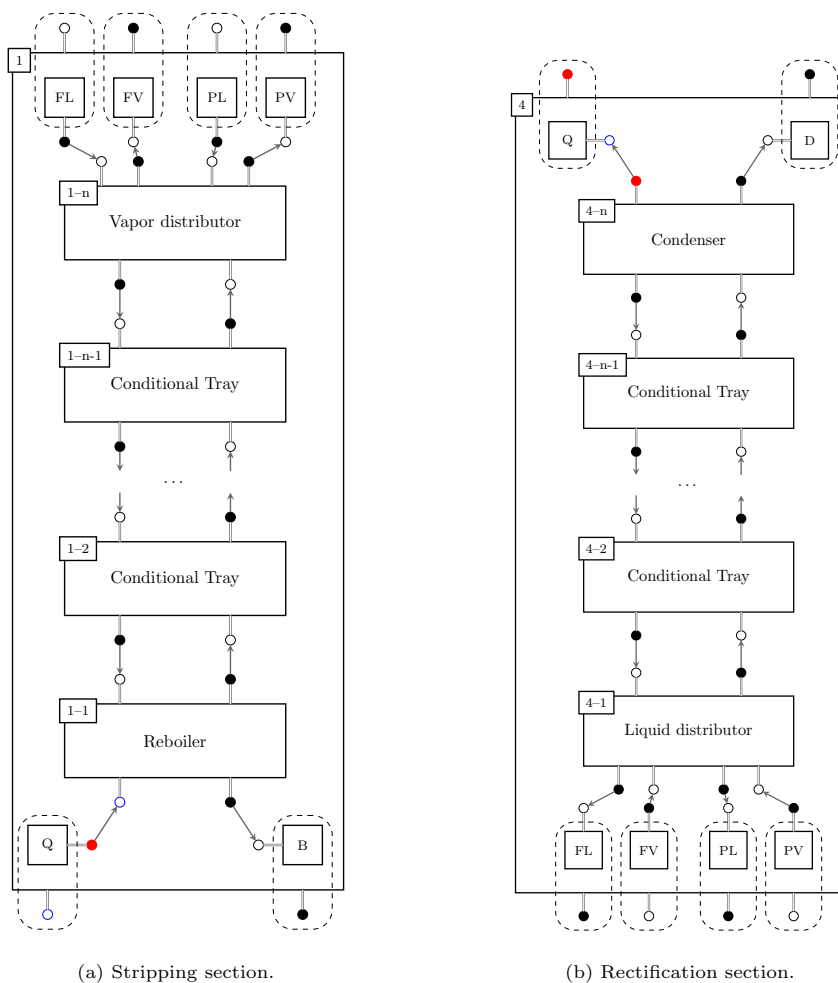 1
FL FV PL PV
1–n
Vapor distributor
1–n-1
Conditional Tray
...
1–2
Conditional Tray
1–1
Reboiler
Q B
(a) Stripping section.
4
Q D
4–n
Condenser
4–n-1
Conditional Tray
...
4–2
Conditional Tray
4–1
Liquid distributor
FL FV PL PV
(b) Rectification section.